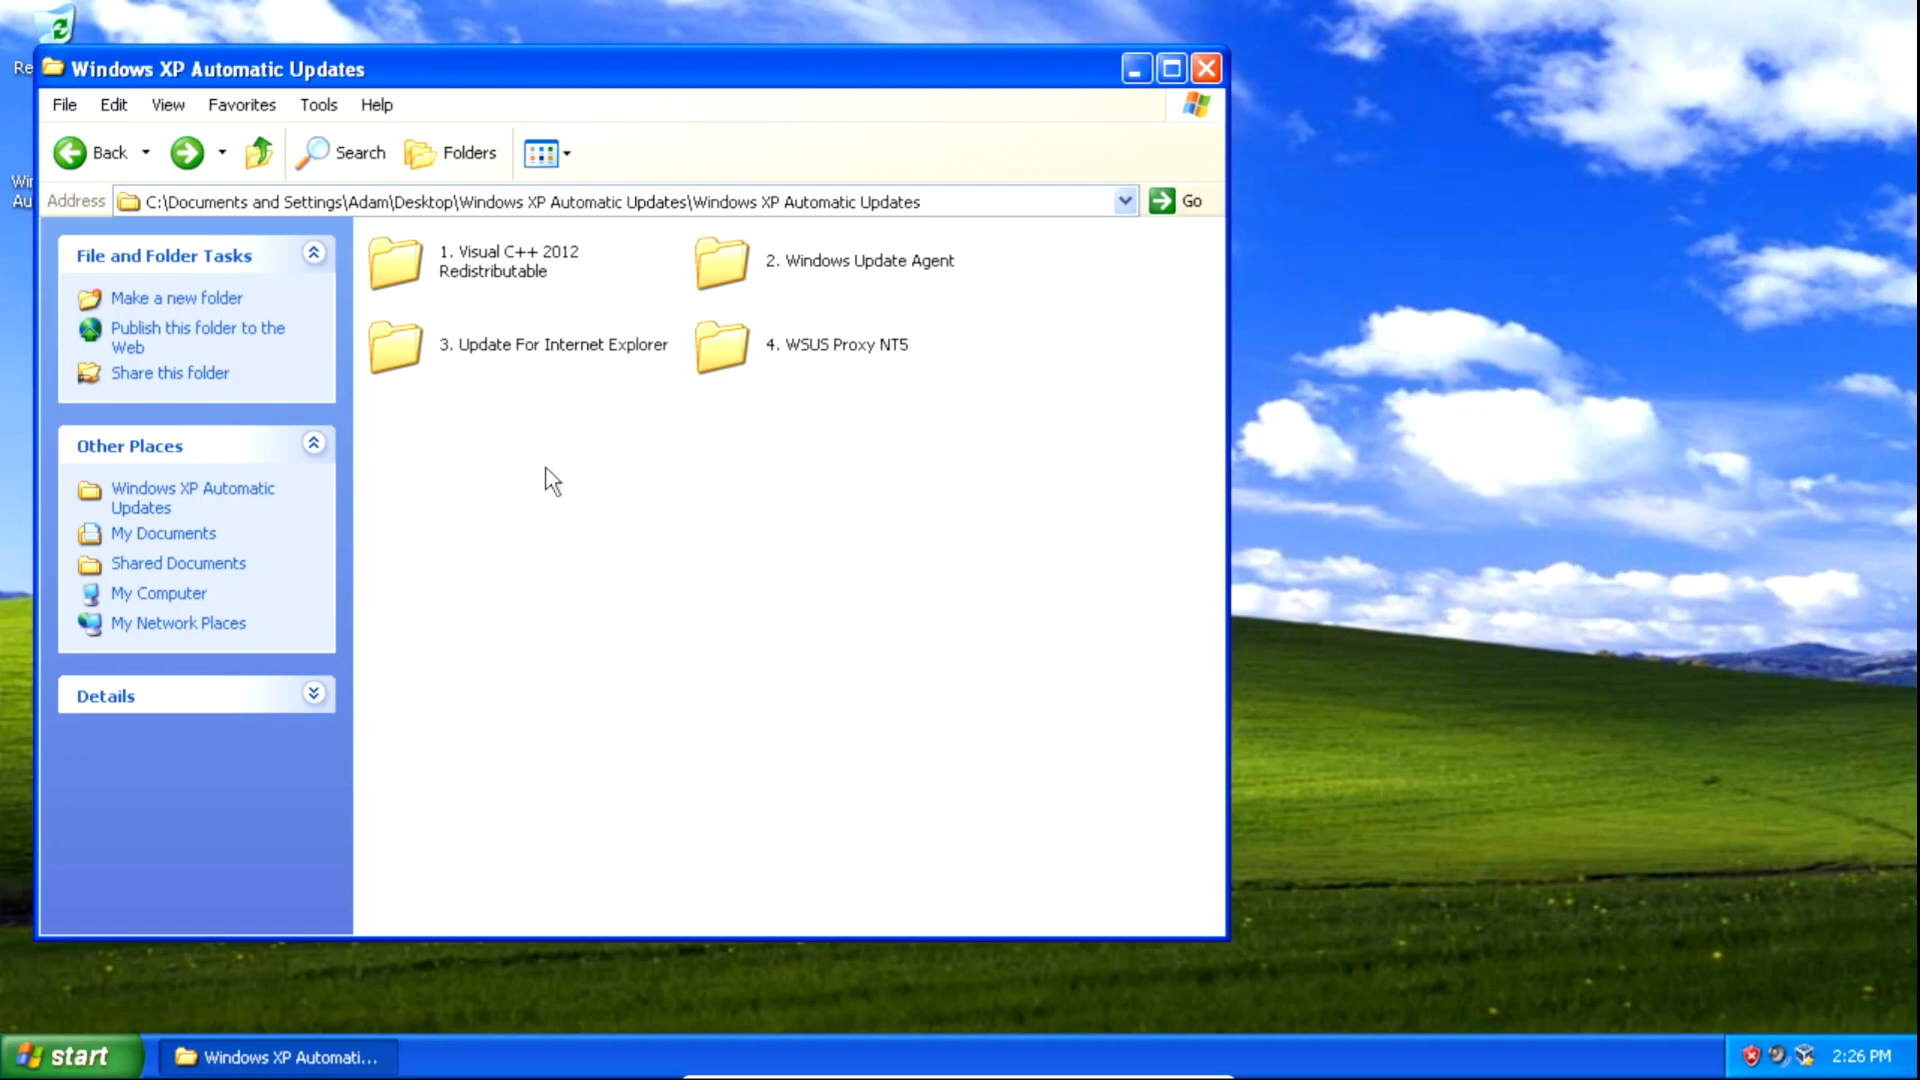 Re
Wi
Au
Windows XP Automatic Updates
File Edit View Favorites Tools Help
Back Search Folders
Address C:\Documents and Settings\Adam\Desktop\Windows XP Automatic Updates\Windows XP Automatic Updates Go
File and Folder Tasks
Make a new folder
Publish this folder to the
Web
Share this folder
Other Places
Windows XP Automatic
Updates
My Documents
Shared Documents
My Computer
My Network Places
Details
1. Visual C++ 2012
Redistributable
2. Windows Update Agent
3. Update For Internet Explorer
4. WSUS Proxy NT5
start
Windows XP Automati...
2:26 PM